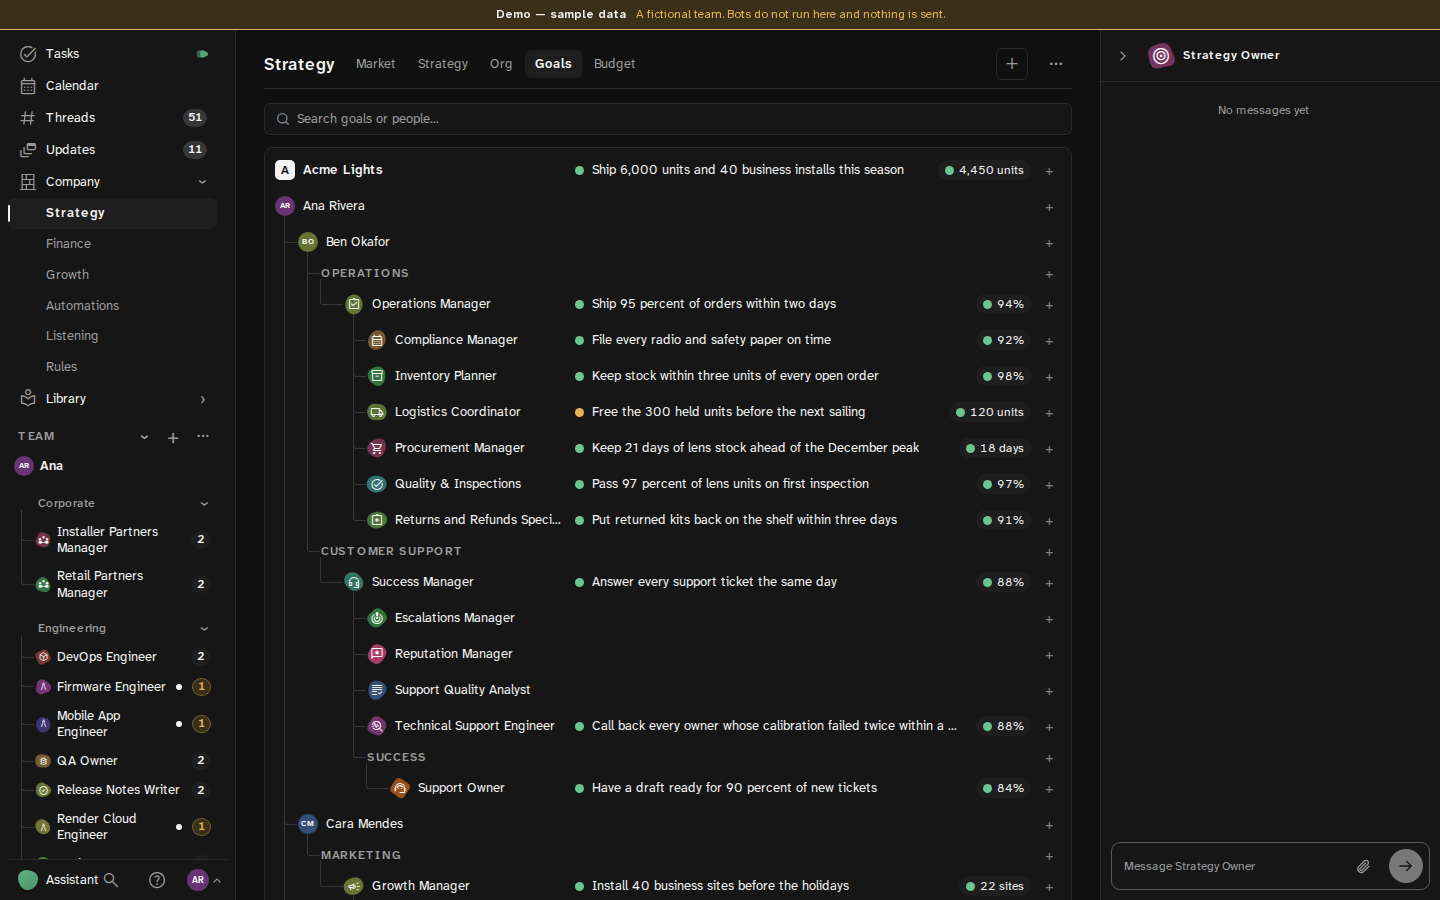 Demo — sample data A fictional team. Bots do not run here and nothing is sent.
Tasks
Calendar
Threads 51
Updates 11
Company
Strategy
Finance
Growth
Automations
Listening
Rules
Library
TEAM
AR Ana
Corporate
Installer Partners
Manager 2
Retail Partners
Manager 2
Engineering
DevOps Engineer 2
Firmware Engineer 1
Mobile App
Engineer 1
QA Owner 2
Release Notes Writer 2
Render Cloud
Engineer 1
Assistant AR
Strategy Market Strategy Org Goals Budget
Search goals or people...
A Acme Lights Ship 6,000 units and 40 business installs this season 4,450 units
AR Ana Rivera
BO Ben Okafor
OPERATIONS
Operations Manager Ship 95 percent of orders within two days 94%
Compliance Manager File every radio and safety paper on time 92%
Inventory Planner Keep stock within three units of every open order 98%
Logistics Coordinator Free the 300 held units before the next sailing 120 units
Procurement Manager Keep 21 days of lens stock ahead of the December peak 18 days
Quality & Inspections Pass 97 percent of lens units on first inspection 97%
Returns and Refunds Speci... Put returned kits back on the shelf within three days 91%
CUSTOMER SUPPORT
Success Manager Answer every support ticket the same day 88%
Escalations Manager
Reputation Manager
Support Quality Analyst
Technical Support Engineer Call back every owner whose calibration failed twice within a ... 88%
SUCCESS
Support Owner Have a draft ready for 90 percent of new tickets 84%
CM Cara Mendes
MARKETING
Growth Manager Install 40 business sites before the holidays 22 sites
Strategy Owner
No messages yet
Message Strategy Owner